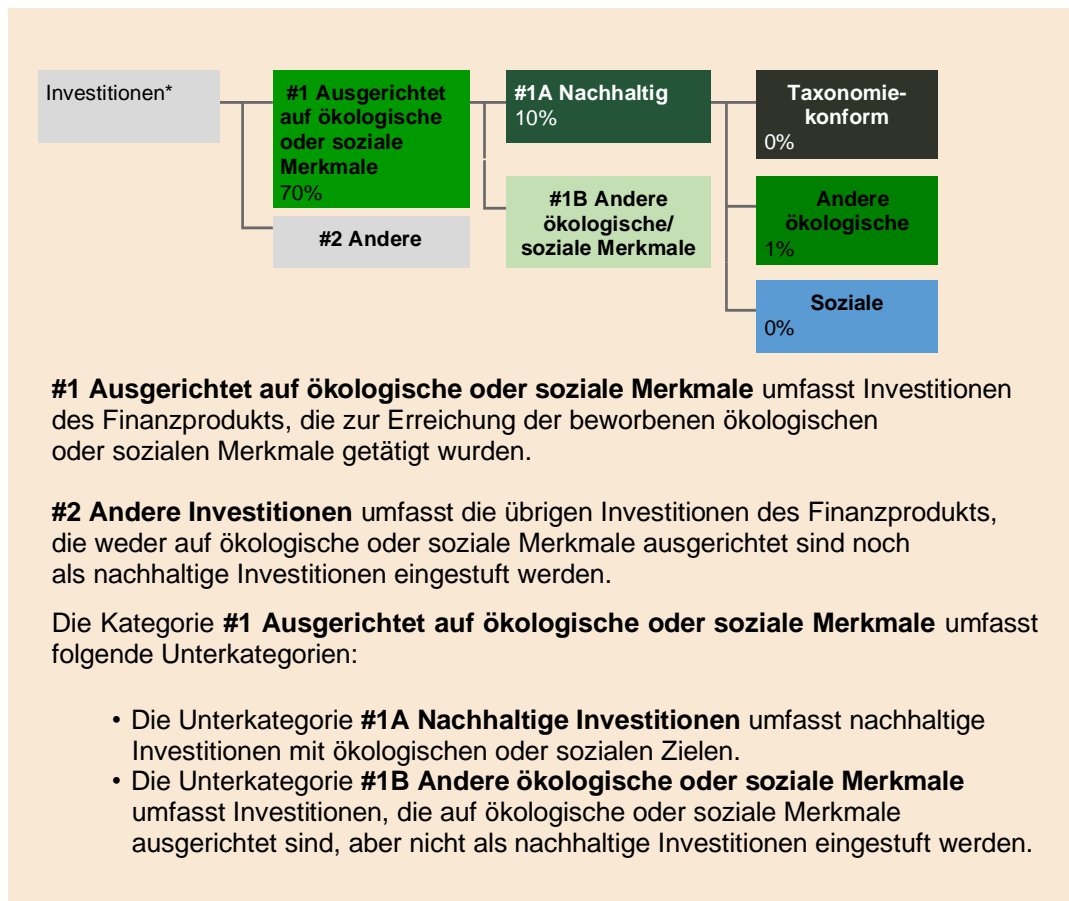 Investitionen*
#1 Ausgerichtet
auf ökologische
oder soziale
Merkmale
70%
#2 Andere
#1A Nachhaltig
10%
#1B Andere
ökologische/
soziale Merkmale
Taxonomie-
konform
0%
Andere
ökologische
1%
Soziale
0%
#1 Ausgerichtet auf ökologische oder soziale Merkmale umfasst Investitionen
des Finanzprodukts, die zur Erreichung der beworbenen ökologischen
oder sozialen Merkmale getätigt wurden.
#2 Andere Investitionen umfasst die übrigen Investitionen des Finanzprodukts,
die weder auf ökologische oder soziale Merkmale ausgerichtet sind noch
als nachhaltige Investitionen eingestuft werden.
Die Kategorie #1 Ausgerichtet auf ökologische oder soziale Merkmale umfasst
folgende Unterkategorien:
• Die Unterkategorie #1A Nachhaltige Investitionen umfasst nachhaltige
Investitionen mit ökologischen oder sozialen Zielen.
• Die Unterkategorie #1B Andere ökologische oder soziale Merkmale
umfasst Investitionen, die auf ökologische oder soziale Merkmale
ausgerichtet sind, aber nicht als nachhaltige Investitionen eingestuft werden.